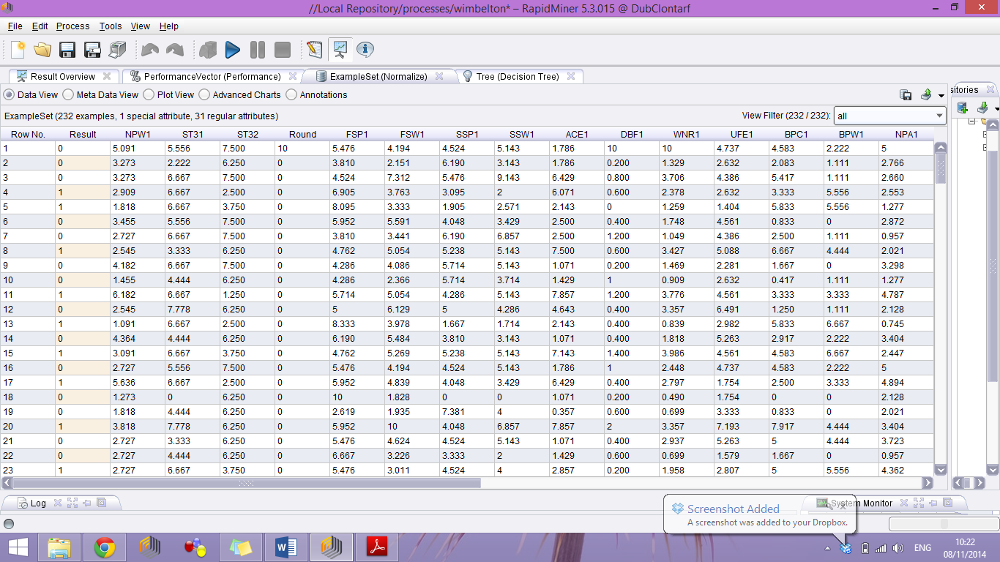 //Local Repository/processes/wimbelton* – RapidMiner 5.3.015 @ DubClontarf
File Edit Process Tools View Help
Result Overview PerformanceVector (Performance) ExampleSet (Normalize) Tree (Decision Tree)
Data View Meta Data View Plot View Advanced Charts Annotations
sitories
ExampleSet (232 examples, 1 special attribute, 31 regular attributes) View Filter (232 / 232): all
Row No. Result NPW1 ST31 ST32 Round FSP1 FSW1 SSP1 SSW1 ACE1 DBF1 WNR1 UFE1 BPC1 BPW1 NPA1
1 0 5.091 5.556 7.500 10 5.476 4.194 4.524 5.143 1.786 10 10 4.737 4.583 2.222 5
2 0 3.273 2.222 6.250 0 3.810 2.151 6.190 3.143 1.786 0.200 1.329 2.632 2.083 1.111 2.766
3 0 3.273 6.667 7.500 0 4.524 7.312 5.476 9.143 6.429 0.800 3.706 4.386 5.417 1.111 2.660
4 1 2.909 6.667 2.500 0 6.905 3.763 3.095 2 6.071 0.600 2.378 2.632 3.333 5.556 2.553
5 1 1.818 6.667 3.750 0 8.095 3.333 1.905 2.571 2.143 0 1.259 1.404 5.833 5.556 1.277
6 0 3.455 5.556 7.500 0 5.952 5.591 4.048 3.429 2.500 0.400 1.748 4.561 0.833 0 2.872
7 0 2.727 6.667 7.500 0 3.810 3.441 6.190 6.857 2.500 1.200 1.049 4.386 2.500 1.111 0.957
8 1 2.545 3.333 6.250 0 4.762 5.054 5.238 5.143 7.500 0.600 3.427 5.088 6.667 4.444 2.021
9 0 4.182 6.667 7.500 0 4.286 4.086 5.714 5.143 1.071 0.200 1.469 2.281 1.667 0 3.298
10 0 1.455 4.444 6.250 0 4.286 2.366 5.714 3.714 1.429 1 0.909 2.632 0.417 1.111 1.277
11 1 6.182 6.667 1.250 0 5.714 5.054 4.286 5.143 7.857 1.200 3.776 4.561 3.333 3.333 4.787
12 0 2.545 7.778 6.250 0 5 6.129 5 4.286 4.643 0.400 3.357 6.491 1.250 1.111 2.128
13 1 1.091 6.667 2.500 0 8.333 3.978 1.667 1.714 2.143 0.400 0.839 2.982 5.833 6.667 0.745
14 0 4.364 4.444 6.250 0 6.190 5.484 3.810 3.143 1.071 0.400 1.818 5.263 2.917 2.222 3.404
15 1 3.091 6.667 3.750 0 4.762 5.269 5.238 5.143 7.143 1.400 3.986 4.561 4.583 6.667 2.447
16 0 2.727 5.556 7.500 0 5.476 4.194 4.524 5.143 1.786 1 2.448 4.737 4.583 2.222 5
17 1 5.636 6.667 2.500 0 5.952 4.839 4.048 3.429 6.429 0.400 2.797 1.754 2.500 3.333 4.894
18 0 1.273 0 6.250 0 10 1.828 0 0 1.071 0.200 0.490 1.754 0 0 2.128
19 0 1.818 4.444 6.250 0 2.619 1.935 7.381 4 0.357 0.600 0.699 3.333 0.833 0 2.021
20 1 3.818 7.778 6.250 0 5.952 10 4.048 6.857 7.857 2 3.357 7.193 7.917 4.444 3.404
21 0 2.727 3.333 6.250 0 5.476 4.624 4.524 5.143 1.071 0.400 2.937 5.263 5 4.444 3.723
22 0 2.727 4.444 6.250 0 6.667 3.226 3.333 2 1.429 0.600 0.699 1.579 1.667 0 0.957
23 1 2.727 6.667 3.750 0 5.476 3.011 4.524 4 2.857 0.200 1.958 2.807 5 5.556 4.362
Log System Monitor
Screenshot Added
A screenshot was added to your Dropbox.
ENG 10:22
08/11/2014